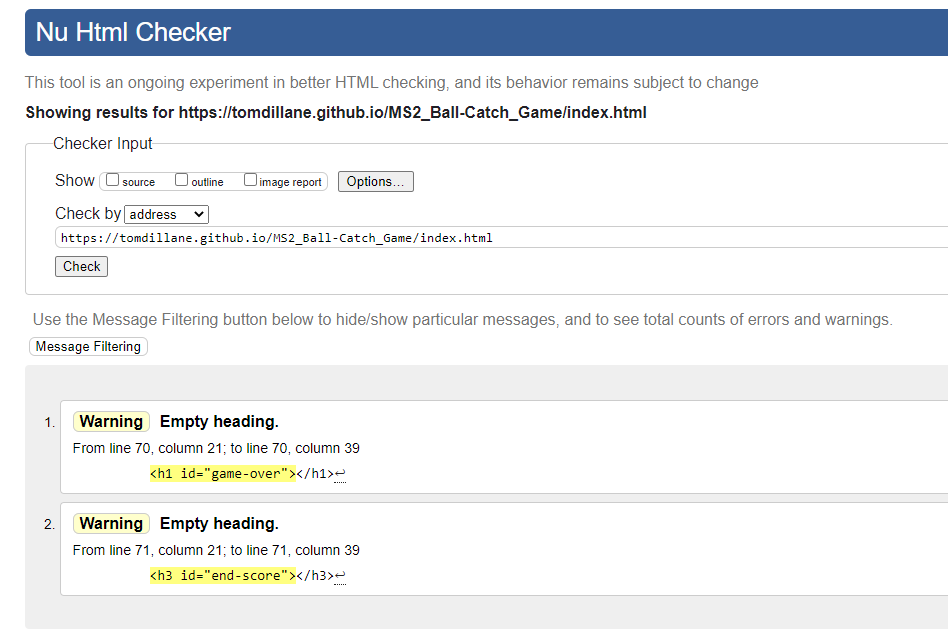 Nu Html Checker
This tool is an ongoing experiment in better HTML checking, and its behavior remains subject to change
Showing results for https://tomdillane.github.io/MS2_Ball-Catch_Game/index.html
Checker Input
Show source outline image report Options...
Check by address
https://tomdillane.github.io/MS2_Ball-Catch_Game/index.html
Check
Use the Message Filtering button below to hide/show particular messages, and to see total counts of errors and warnings.
Message Filtering
1. Warning Empty heading.
From line 70, column 21; to line 70, column 39
<h1 id="game-over"></h1>↩
2. Warning Empty heading.
From line 71, column 21; to line 71, column 39
<h3 id="end-score"></h3>↩